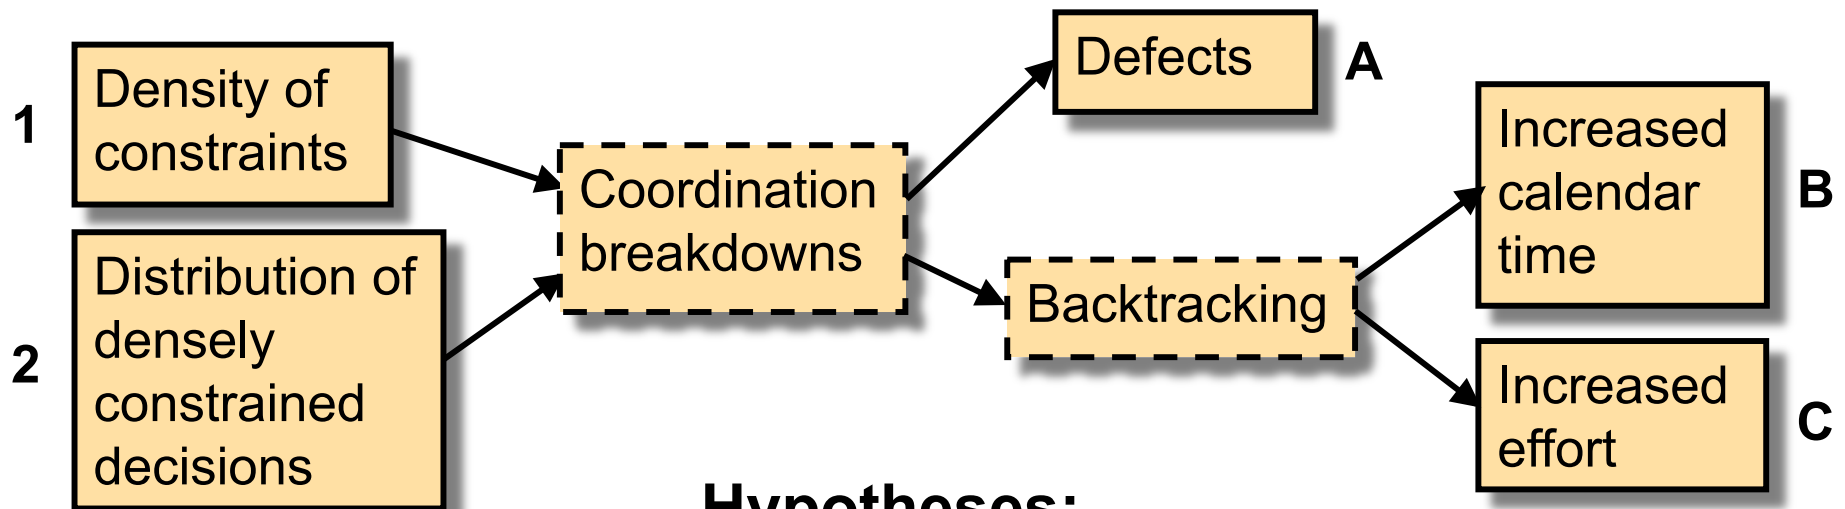 1
Density of
constraints
2
Distribution of
densely
constrained
decisions
Coordination
breakdowns
Defects
A
Backtracking
Increased
calendar
time
B
Increased
effort
C
Hypotheses: